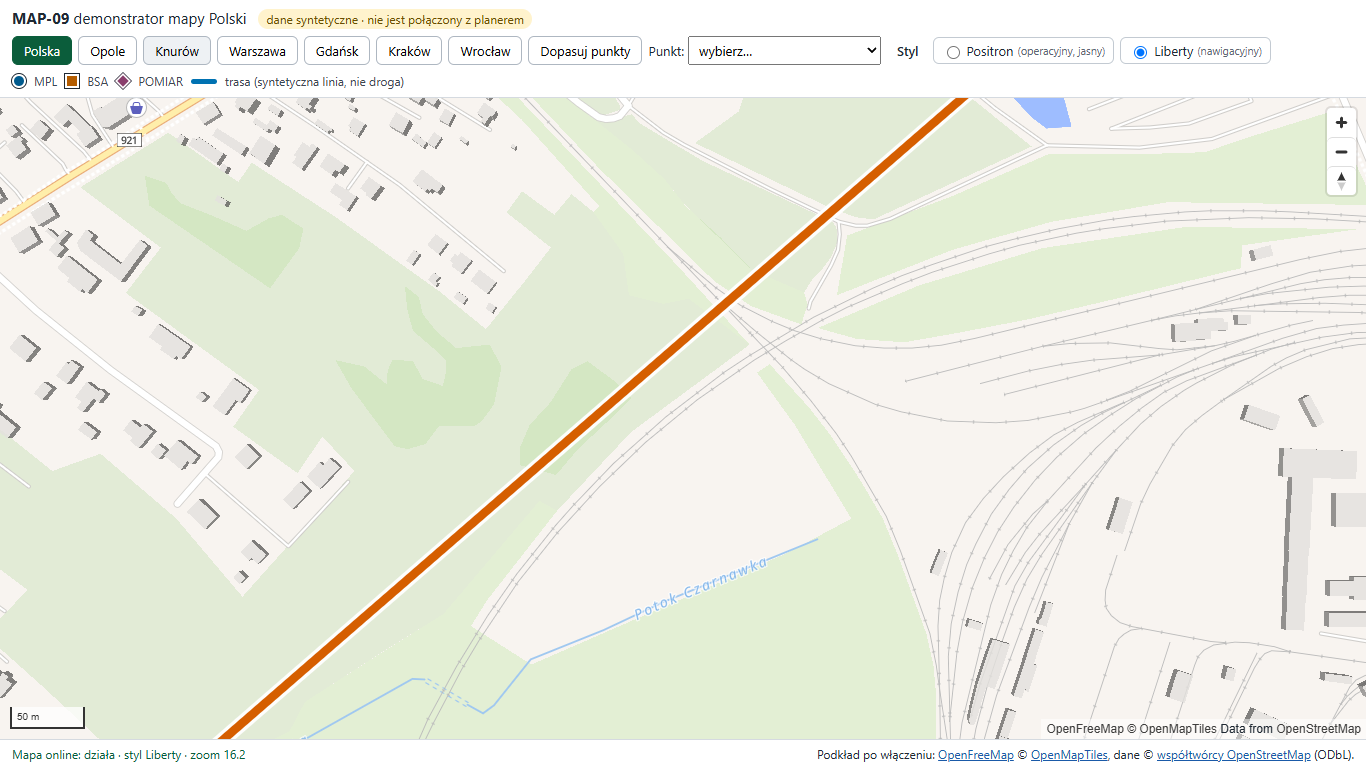 MAP-09 demonstrator mapy Polski dane syntetyczne · nie jest połączony z planerem
Polska Opole Knurów Warszawa Gdańsk Kraków Wrocław Dopasuj punkty Punkt: wybierz... Styl Positron (operacyjny, jasny) Liberty (nawigacyjny)
MPL BSA POMIAR trasa (syntetyczna linia, nie droga)
921
Potok Czarnawka
50 m
OpenFreeMap © OpenMapTiles Data from OpenStreetMap
Mapa online: działa · styl Liberty · zoom 16.2
Podkład po włączeniu: OpenFreeMap © OpenMapTiles, dane © współtwórcy OpenStreetMap (ODbL).